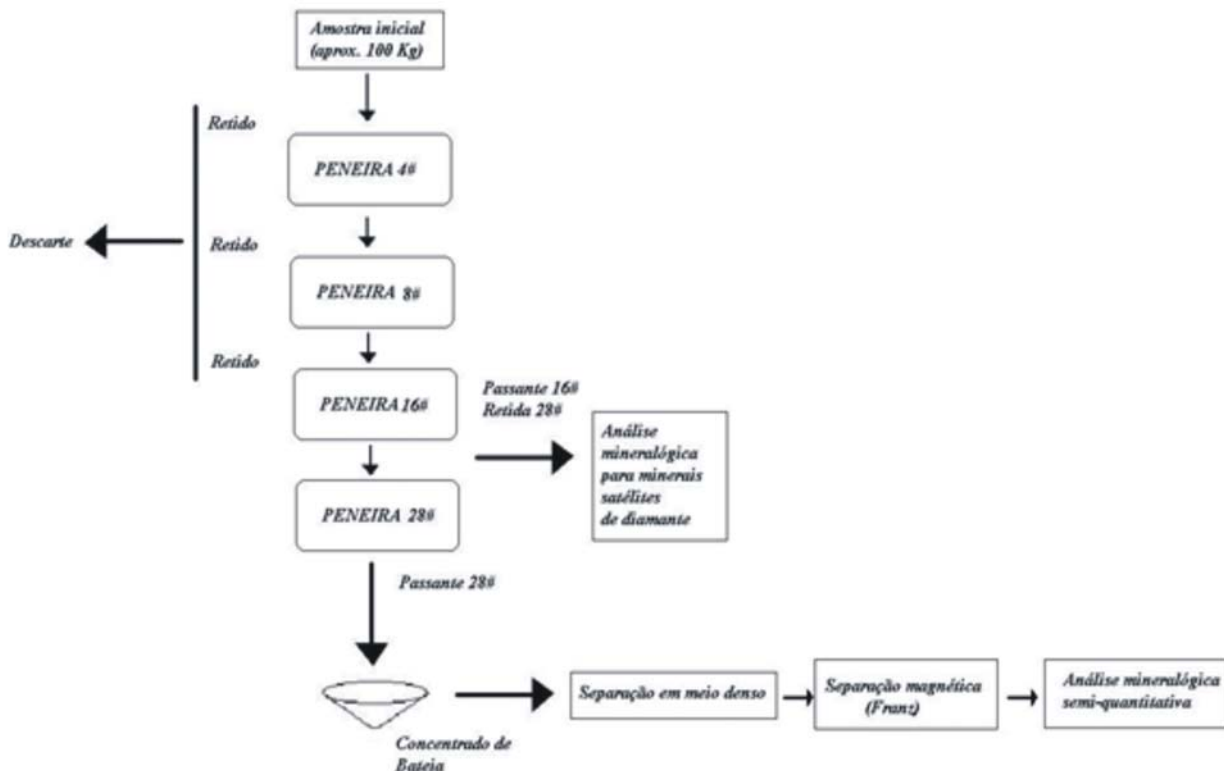 Amostra inicial
(aprox. 100 Kg)
Retido
PENEIRA 4#
Descarte
Retido
PENEIRA 8#
Retido
PENEIRA 16#
Passante 16#
Retida 28#
Análise
mineralógica
para minerais
satélites
de diamante
PENEIRA 28#
Passante 28#
Concentrado de
Bateia
Separação em meio denso
Separação magnética
(Franz)
Análise mineralógica
semi-quantitativa